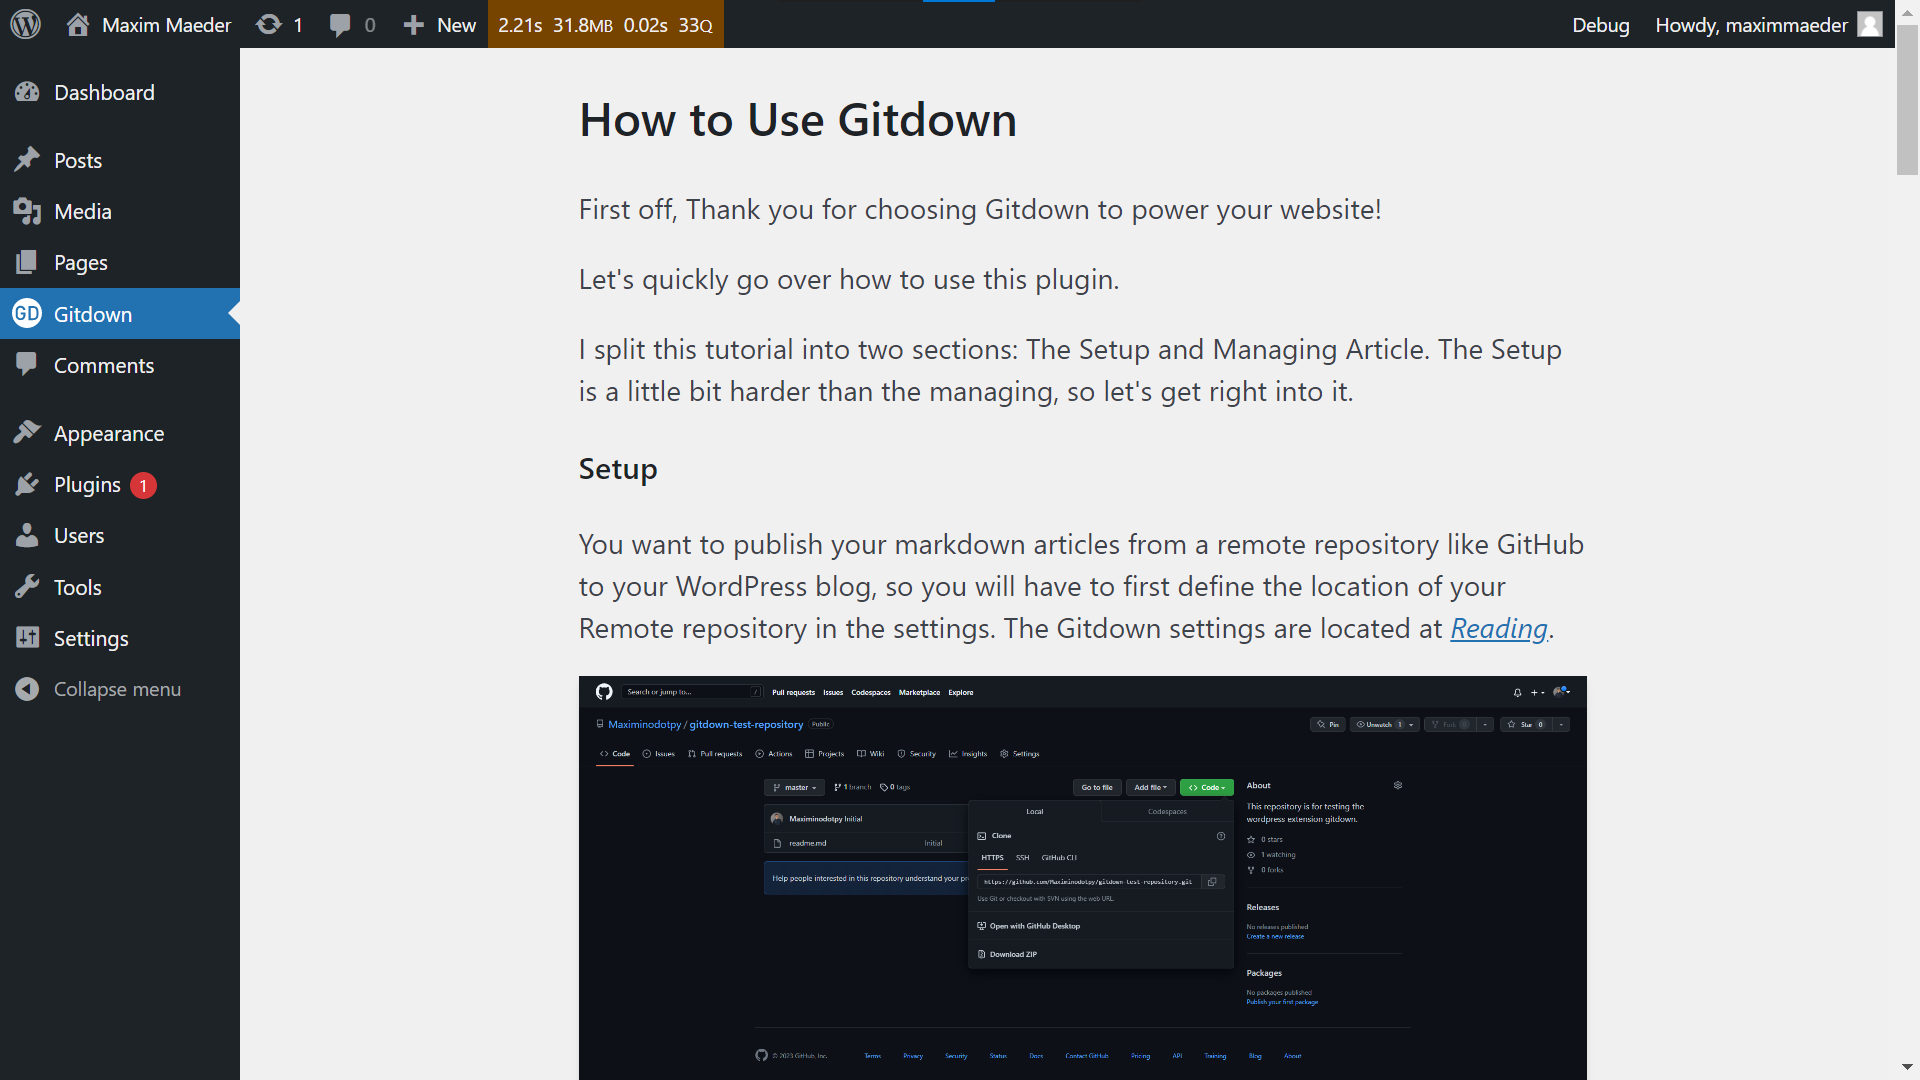 Maxim Maeder
1
0
New
2.21s 31.8MB 0.02s 33Q
Debug
Howdy, maximmaeder
Dashboard
Posts
Media
Pages
GD Gitdown
Comments
Appearance
Plugins 1
Users
Tools
Settings
Collapse menu
How to Use Gitdown
First off, Thank you for choosing Gitdown to power your website!
Let's quickly go over how to use this plugin.
I split this tutorial into two sections: The Setup and Managing Article. The Setup
is a little bit harder than the managing, so let's get right into it.
Setup
You want to publish your markdown articles from a remote repository like GitHub
to your WordPress blog, so you will have to first define the location of your
Remote repository in the settings. The Gitdown settings are located at Reading.
Search or jump to... /
Pull requests Issues Codespaces Marketplace Explore
Maximinodotpy / gitdown-test-repository Public
Pin Unwatch 1 Fork 0 Star 0
Code Issues Pull requests Actions Projects Wiki Security Insights Settings
master 1 branch 0 tags
Go to file Add file Code
Maximinodotpy Initial
readme.md Initial
Help people interested in this repository understand your pr
Local Codespaces
Clone
HTTPS SSH GitHub CLI
https://github.com/Maximinodotpy/gitdown-test-repository.git
Use Git or checkout with SVN using the web URL.
Open with GitHub Desktop
Download ZIP
About
This repository is for testing the
wordpress extension gitdown.
0 stars
1 watching
0 forks
Releases
No releases published
Create a new release
Packages
No packages published
Publish your first package
© 2023 GitHub, Inc. Terms Privacy Security Status Docs Contact GitHub Pricing API Training Blog About